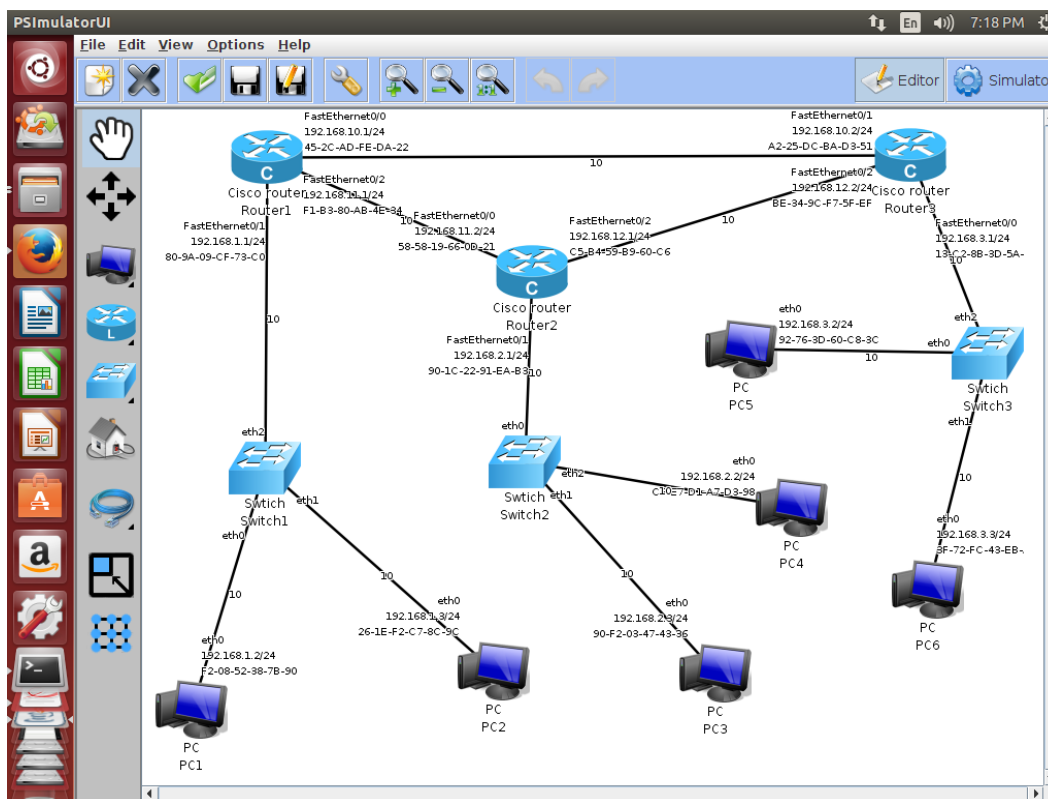 PSImulatorUI
En
7:18 PM
File Edit View Options Help
Editor
Simulato
FastEthernet0/0
192.168.10.1/24
45-2C-AD-FE-DA-22
FastEthernet0/1
192.168.10.2/24
A2-25-DC-BA-D3-51
10
C
Cisco router
Router1
FastEthernet0/2
192.168.11.1/24
F1-B3-80-AB-4E-34
10
FastEthernet0/2
192.168.12.2/24
BE-34-9C-F7-5F-EF
10
C
Cisco router
Router3
FastEthernet0/1
192.168.1.1/24
80-9A-09-CF-73-C0
FastEthernet0/0
192.168.11.2/24
58-58-19-66-0D-21
FastEthernet0/2
192.168.12.1/24
C5-B4-59-B9-60-C6
FastEthernet0/0
192.168.3.1/24
13-C2-8B-3D-5A-
10
C
Cisco router
Router2
L
10
FastEthernet0/1
192.168.2.1/24
90-1C-22-91-EA-B3
10
eth0
192.168.3.2/24
92-76-3D-60-C8-3C
10
eth2
eth0
PC
PC5
Swtich
Switch3
eth1
eth2
eth0
eth2
eth1
Swtich
Switch1
eth1
eth0
Swtich
Switch2
eth0
192.168.2.2/24
10
PC
PC4
10
eth0
192.168.3.3/24
3F-72-FC-43-EB-
PC
PC6
10
10
eth0
192.168.1.3/24
26-1E-F2-C7-8C-9C
10
eth0
192.168.2.3/24
90-F2-03-47-43-36
eth0
192.168.1.2/24
F2-08-52-38-7B-90
PC
PC1
PC
PC2
PC
PC3